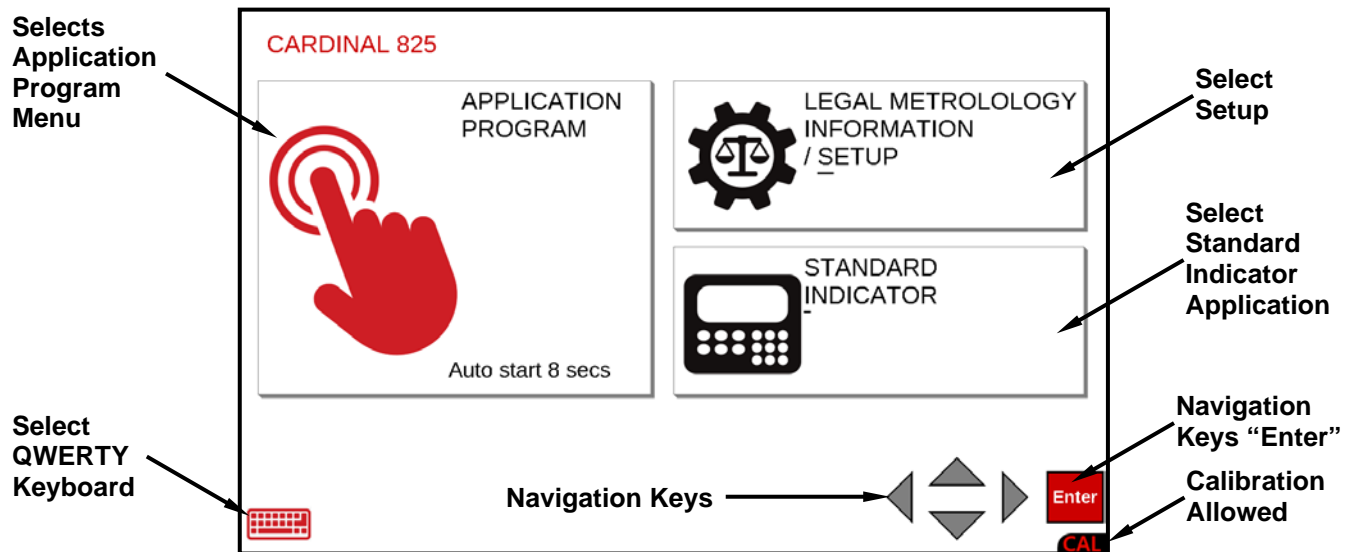 Selects
Application
Program
Menu
CARDINAL 825
APPLICATION
PROGRAM
Auto start 8 secs
LEGAL METROLOLOGY
INFORMATION
/ SETUP
STANDARD
INDICATOR
Select
Setup
Select
Standard
Indicator
Application
Select
QWERTY
Keyboard
Navigation Keys
Enter
CAL
Navigation
Keys “Enter”
Calibration
Allowed